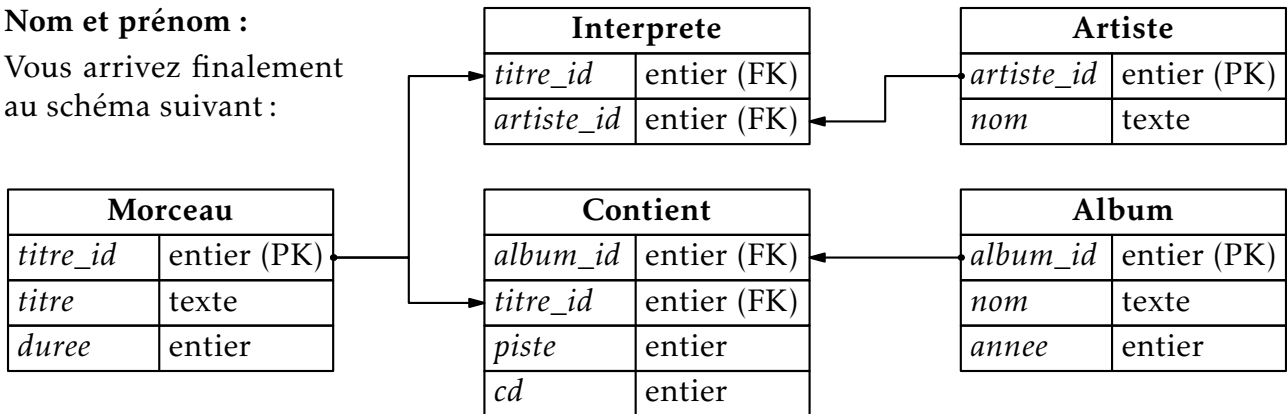 Nom et prénom :
Vous arrivez finalement
au schéma suivant :
Interprete
titre_id entier (FK)
artiste_id entier (FK)
Artiste
artiste_id entier (PK)
nom texte
Morceau
titre_id entier (PK)
titre texte
duree entier
Contient
album_id entier (FK)
titre_id entier (FK)
piste entier
cd entier
Album
album_id entier (PK)
nom texte
annee entier